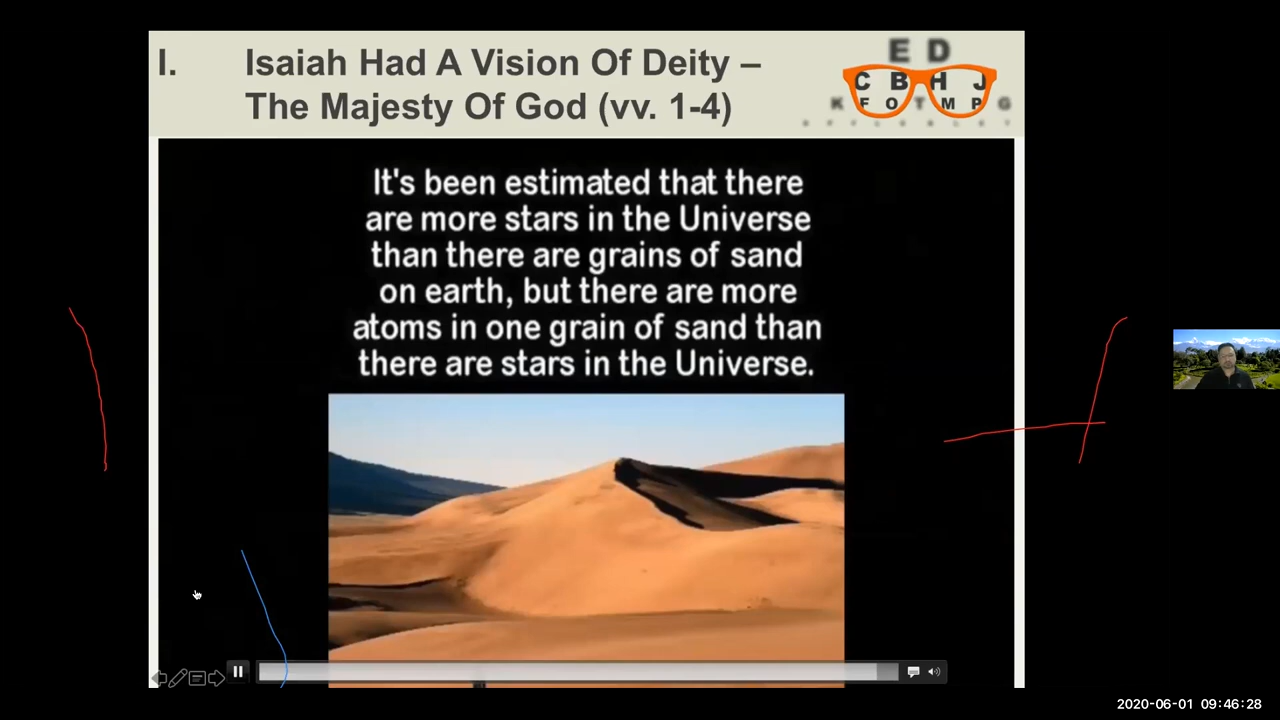 I. Isaiah Had A Vision Of Deity –
The Majesty Of God (vv. 1-4)
E D
C B H J
K F O T M P G
It's been estimated that there
are more stars in the Universe
than there are grains of sand
on earth, but there are more
atoms in one grain of sand than
there are stars in the Universe.
2020-06-01 09:46:28